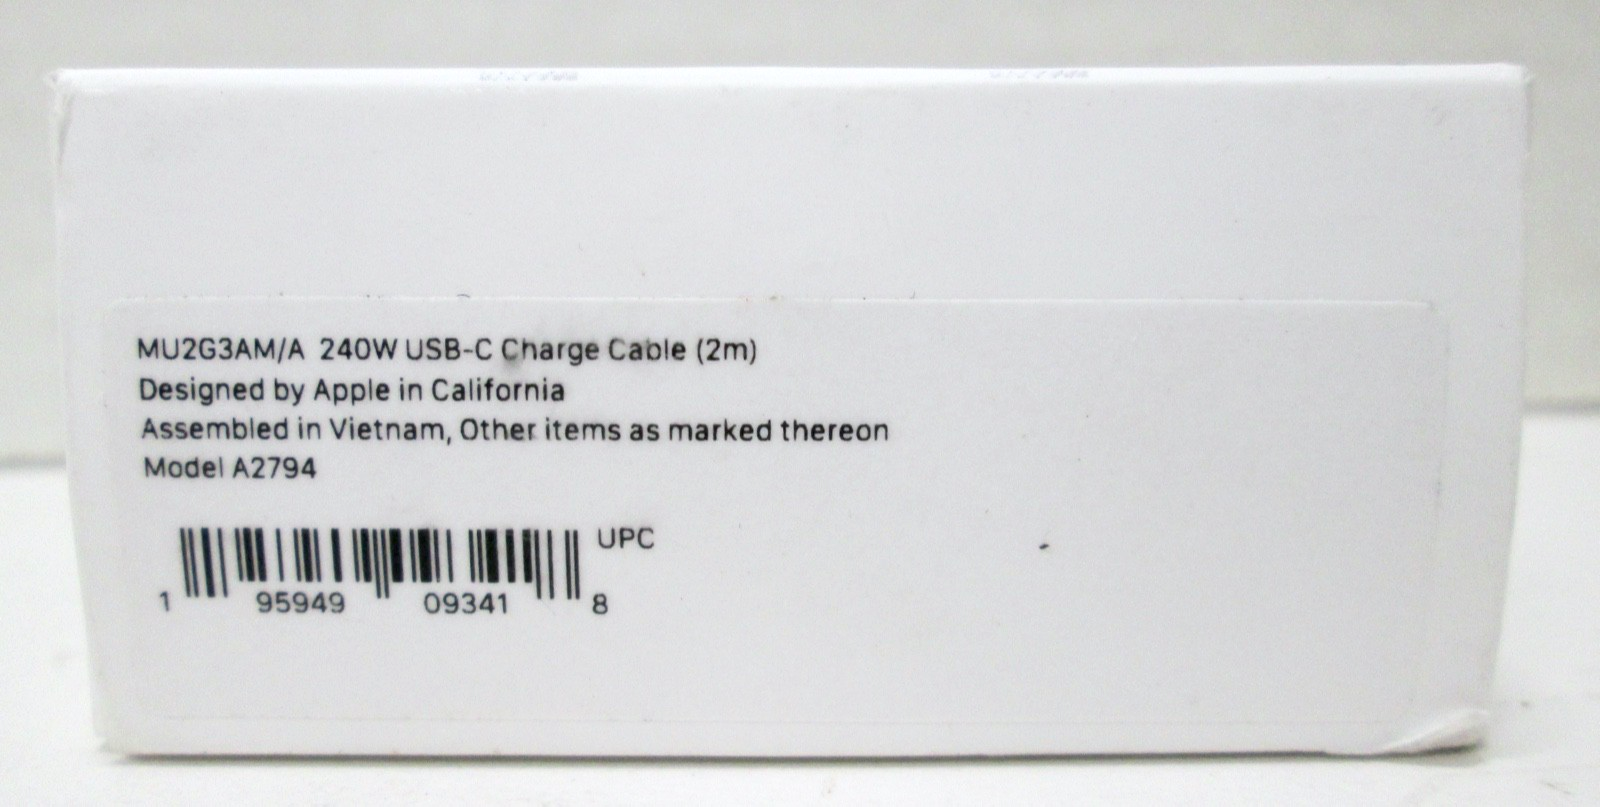 MU2G3AM/A 240W USB-C Charge Cable (2m)
Designed by Apple in California
Assembled in Vietnam, Other items as marked thereon
Model A2794
UPC
1 95949 09341 8